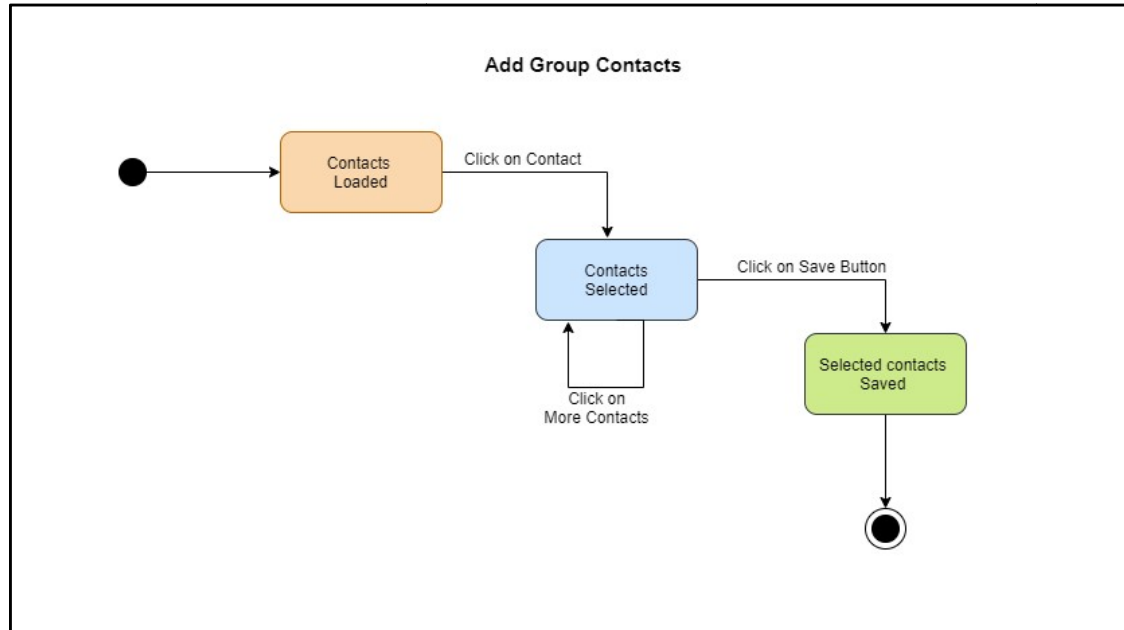 Add Group Contacts
Contacts
Loaded
Click on Contact
Contacts
Selected
Click on Save Button
Click on
More Contacts
Selected contacts
Saved